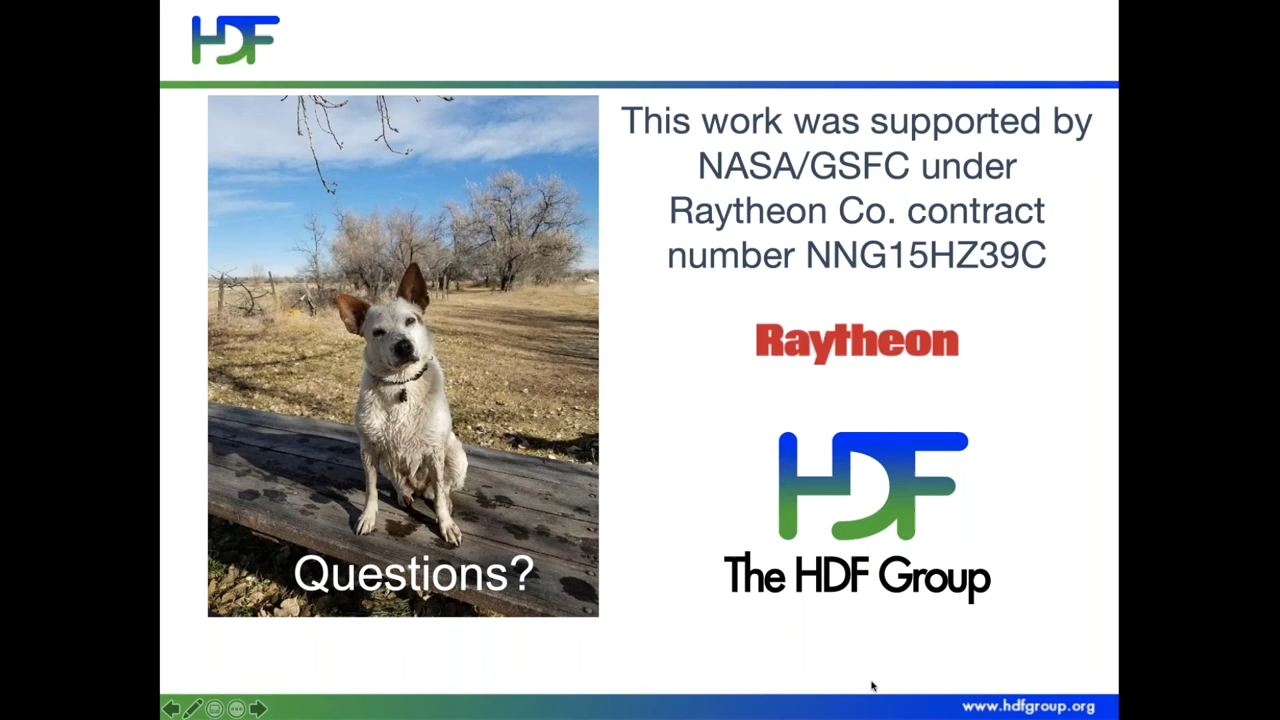 HDF
This work was supported by
NASA/GSFC under
Raytheon Co. contract
number NNG15HZ39C
Raytheon
HDF
The HDF Group
Questions?
www.hdfgroup.org